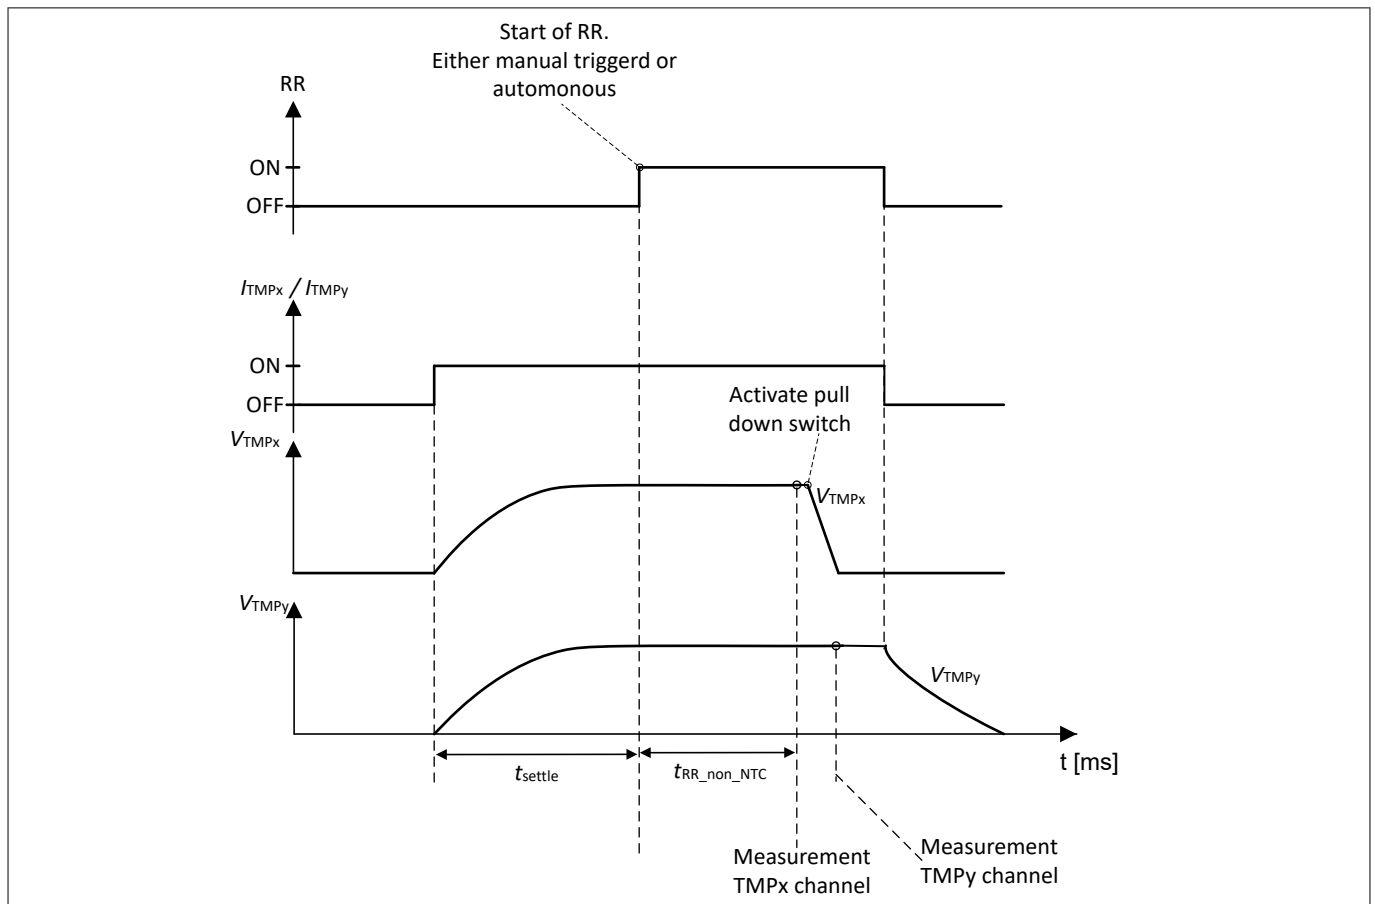 Start of RR.
Either manual triggerd or
automonous
RR
ON
OFF
ITMPx / ITMPy
ON
OFF
Activate pull
down switch
VTMPx
VTMPx
VTMPy
VTMPy
tsettle
tRR_non_NTC
t [ms]
Measurement
TMPx channel
Measurement
TMPy channel